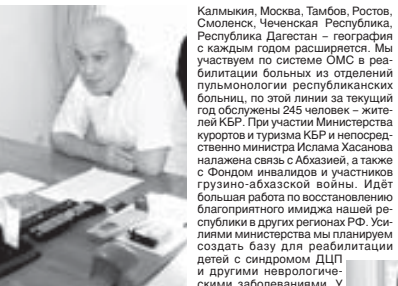 Калмыкия, Москва, Тамбов, Ростов,
Смоленск, Чеченская Республика,
Республика Дагестан – география
с каждым годом расширяется. Мы
участвуем по системе ОМС в реа-
билитации больных из отделений
пульмонологии республиканских
больниц, по этой линии за текущий
год обслужены 245 человек – жите-
лей КБР. При участии Министерства
курортов и туризма КБР и непосред-
ственно министра Ислама Хасанова
налажена связь с Абхазией, а также
с Фондом инвалидов и участников
грузино-абхазской войны. Идёт
большая работа по восстановлению
благоприятного имиджа нашей ре-
спублики в других регионах РФ. Уси-
лиями министерства мы планируем
создать базу для реабилитации
детей с синдромом ДЦП
и другими неврологиче-
скими заболеваниями. У